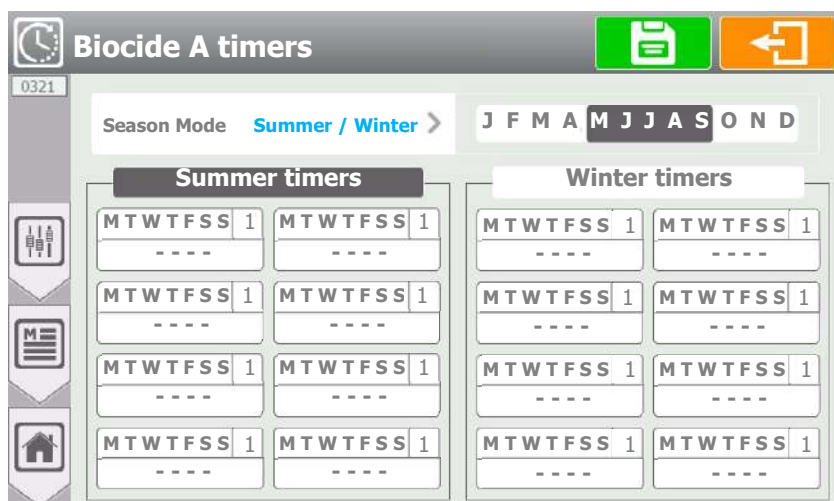 Biocide A timers
0321
Season Mode Summer / Winter J F M A M J J A S O N D
Summer timers Winter timers
M T W T F S S 1 M T W T F S S 1 M T W T F S S 1 M T W T F S S 1
- - - - - - - - - - - - - - - -
M T W T F S S 1 M T W T F S S 1 M T W T F S S 1 M T W T F S S 1
- - - - - - - - - - - - - - - -
M T W T F S S 1 M T W T F S S 1 M T W T F S S 1 M T W T F S S 1
- - - - - - - - - - - - - - - -
M T W T F S S 1 M T W T F S S 1 M T W T F S S 1 M T W T F S S 1
- - - - - - - - - - - - - - - -
M